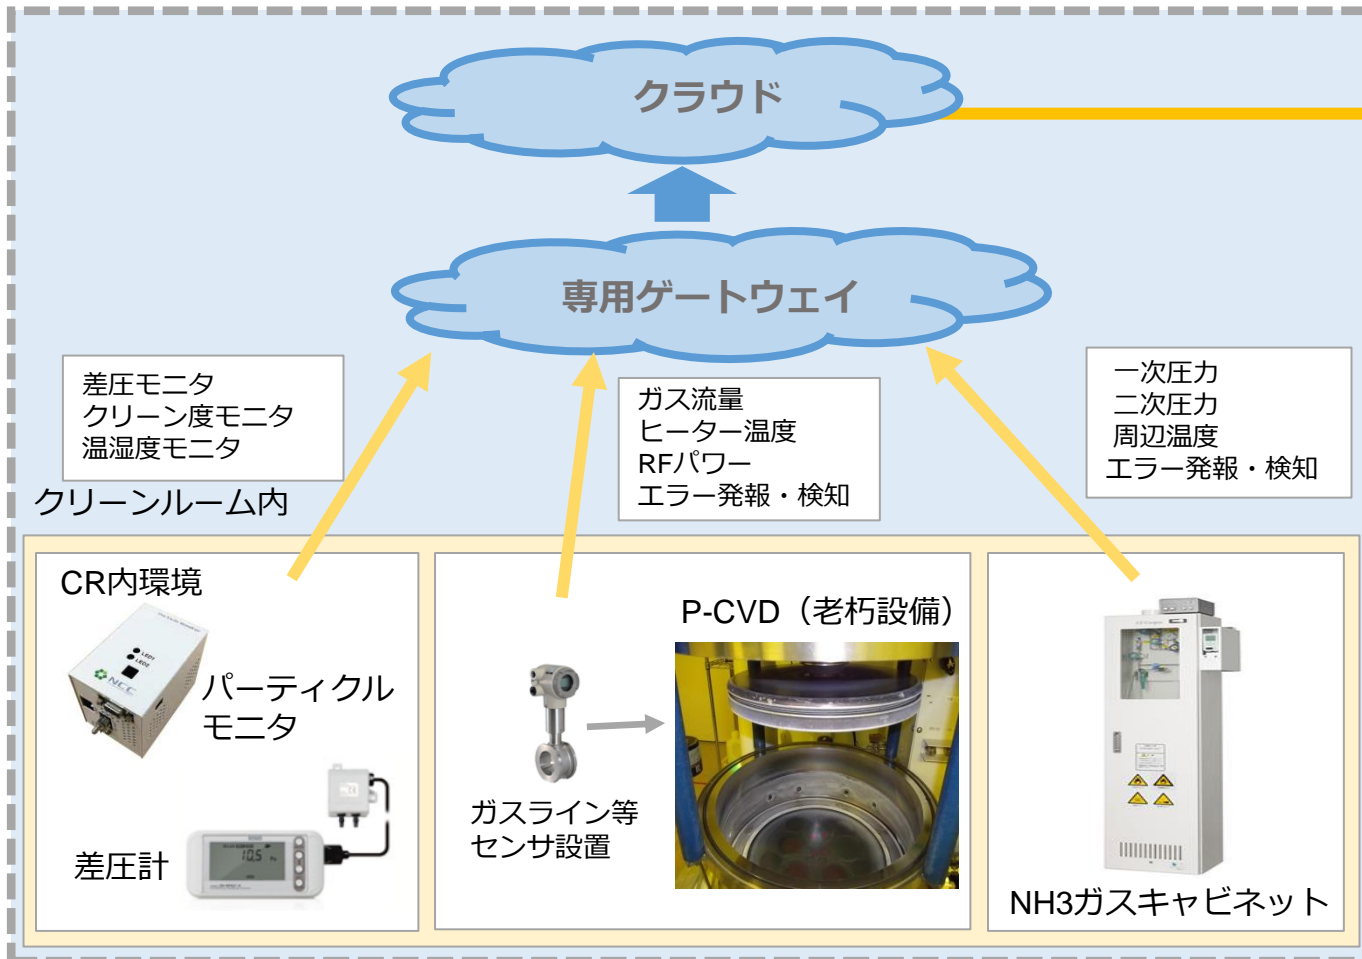 クラウド
専用ゲートウェイ
差圧モニタ
クリーン度モニタ
温湿度モニタ
ガス流量
ヒーター温度
RFパワー
エラー発報・検知
一次圧力
二次圧力
周辺温度
エラー発報・検知
クリーンルーム内
CR内環境
LED1
LED2
NCC
パーティクル
モニタ
差圧計
10.5
P-CVD（老朽設備）
ガスライン等
センサ設置
NH3ガスキャビネット